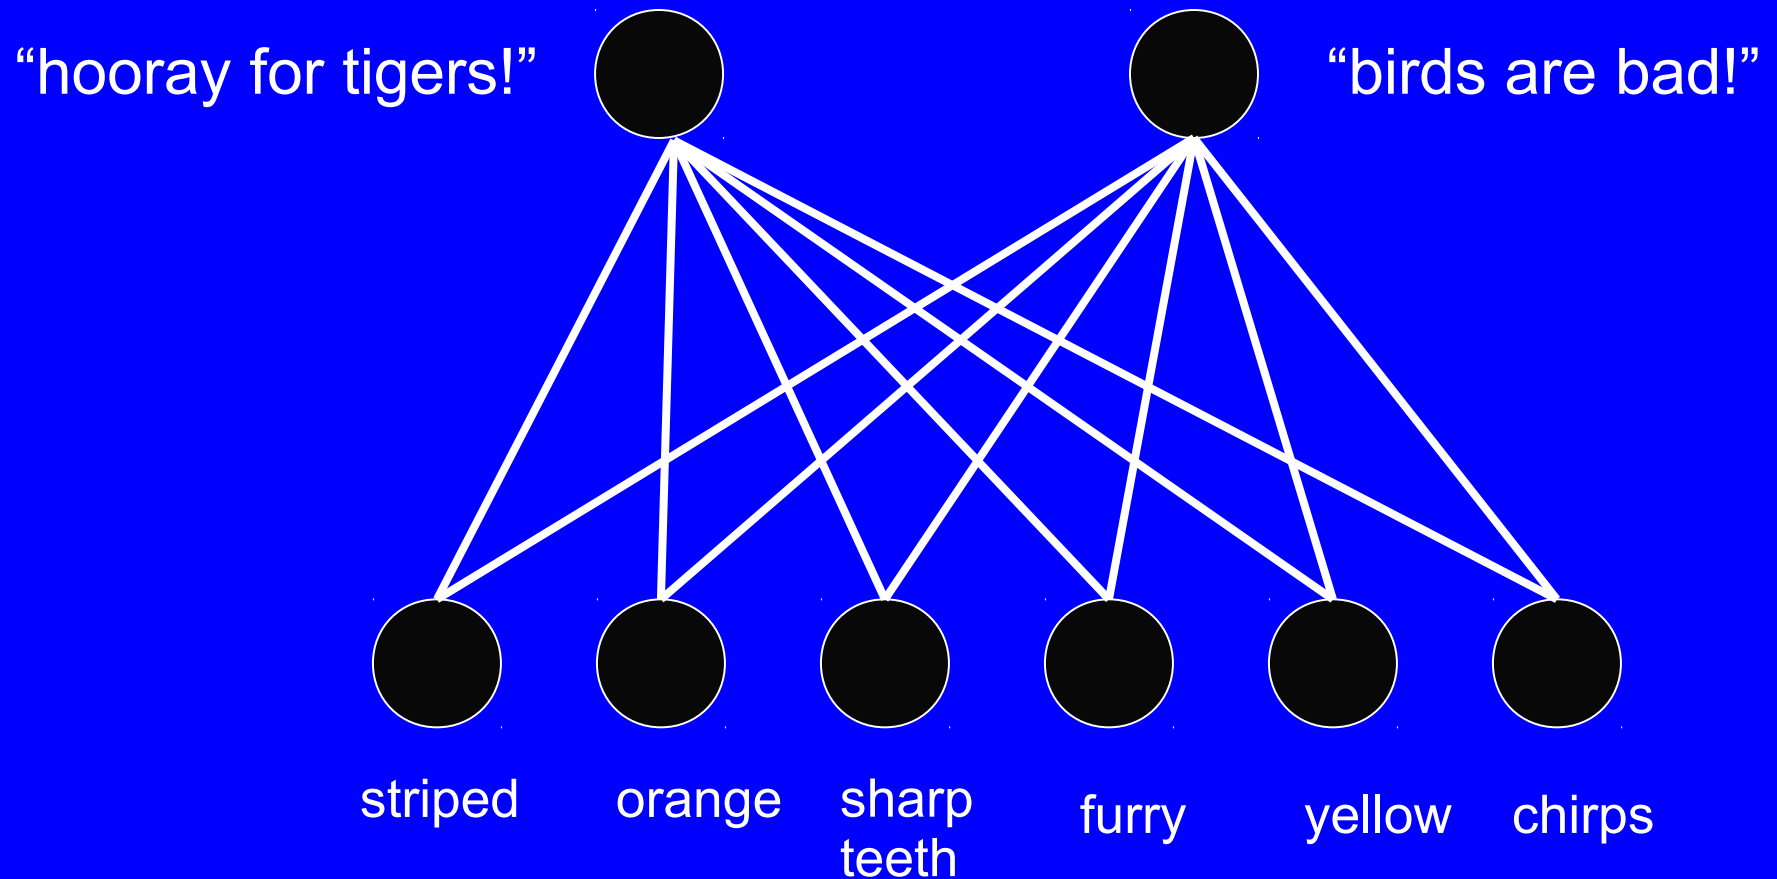 “hooray for tigers!”
“birds are bad!”
striped
orange
sharp
teeth
furry
yellow
chirps